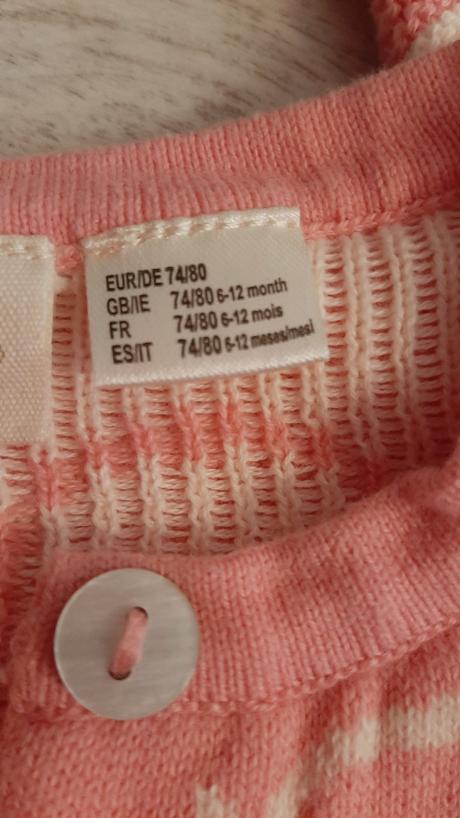 EUR/DE 74/80
GB/IE 74/80 6-12 month
FR 74/80 6-12 mois
ES/IT 74/80 6-12 meses/mesi